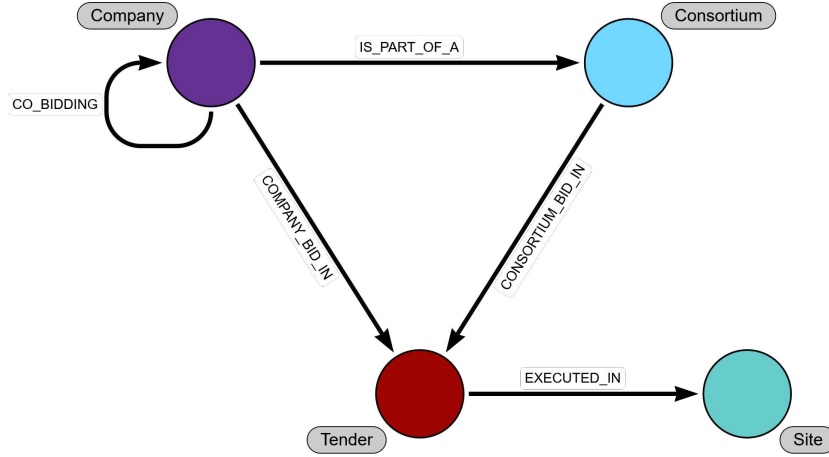 Company
Consortium
IS_PART_OF_A
CO_BIDDING
COMPANY_BID_IN
CONSORTIUM_BID_IN
EXECUTED_IN
Tender
Site